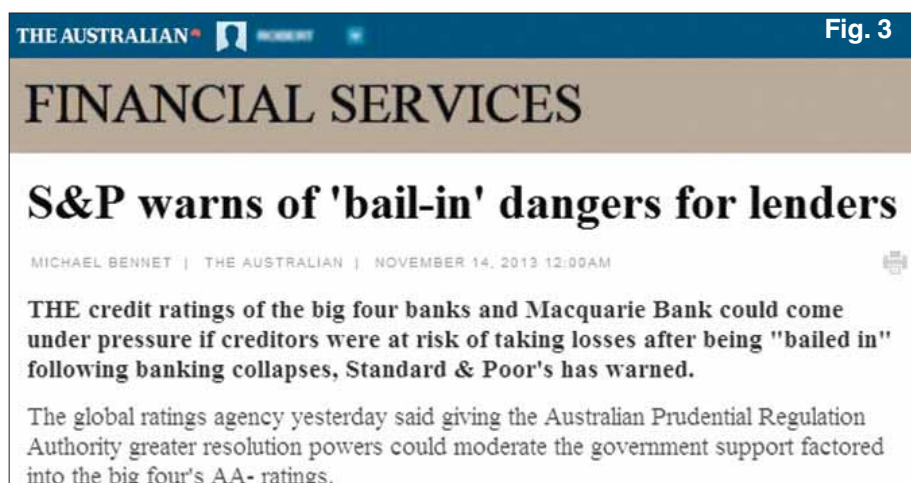 THE AUSTRALIAN
Fig. 3
FINANCIAL SERVICES
S&P warns of 'bail-in' dangers for lenders
MICHAEL BENNET | THE AUSTRALIAN | NOVEMBER 14, 2013 12:00AM
THE credit ratings of the big four banks and Macquarie Bank could come
under pressure if creditors were at risk of taking losses after being "bailed in"
following banking collapses, Standard & Poor's has warned.
The global ratings agency yesterday said giving the Australian Prudential Regulation
Authority greater resolution powers could moderate the government support factored
into the big four's AA- ratings.